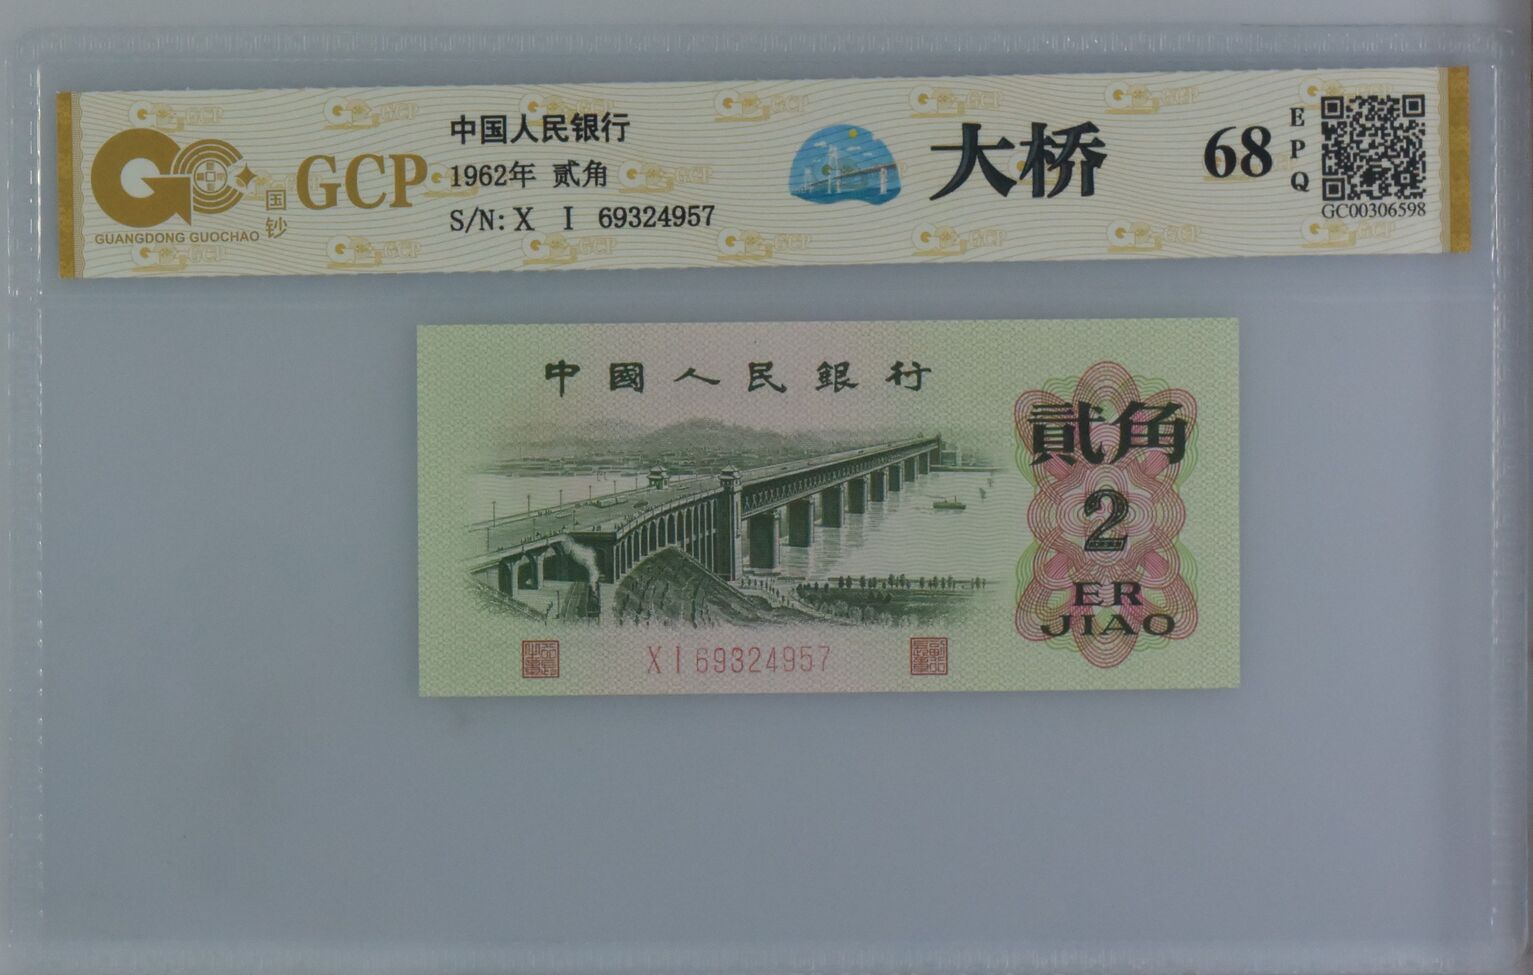 GCP
国钞
GUANGDONG GUOCHAO
中国人民银行
1962年 贰角
S/N: X I 69324957
大桥
68
EPQ
GC00306598
中國人民銀行
貳角
2
ER
JIAO
X I 69324957